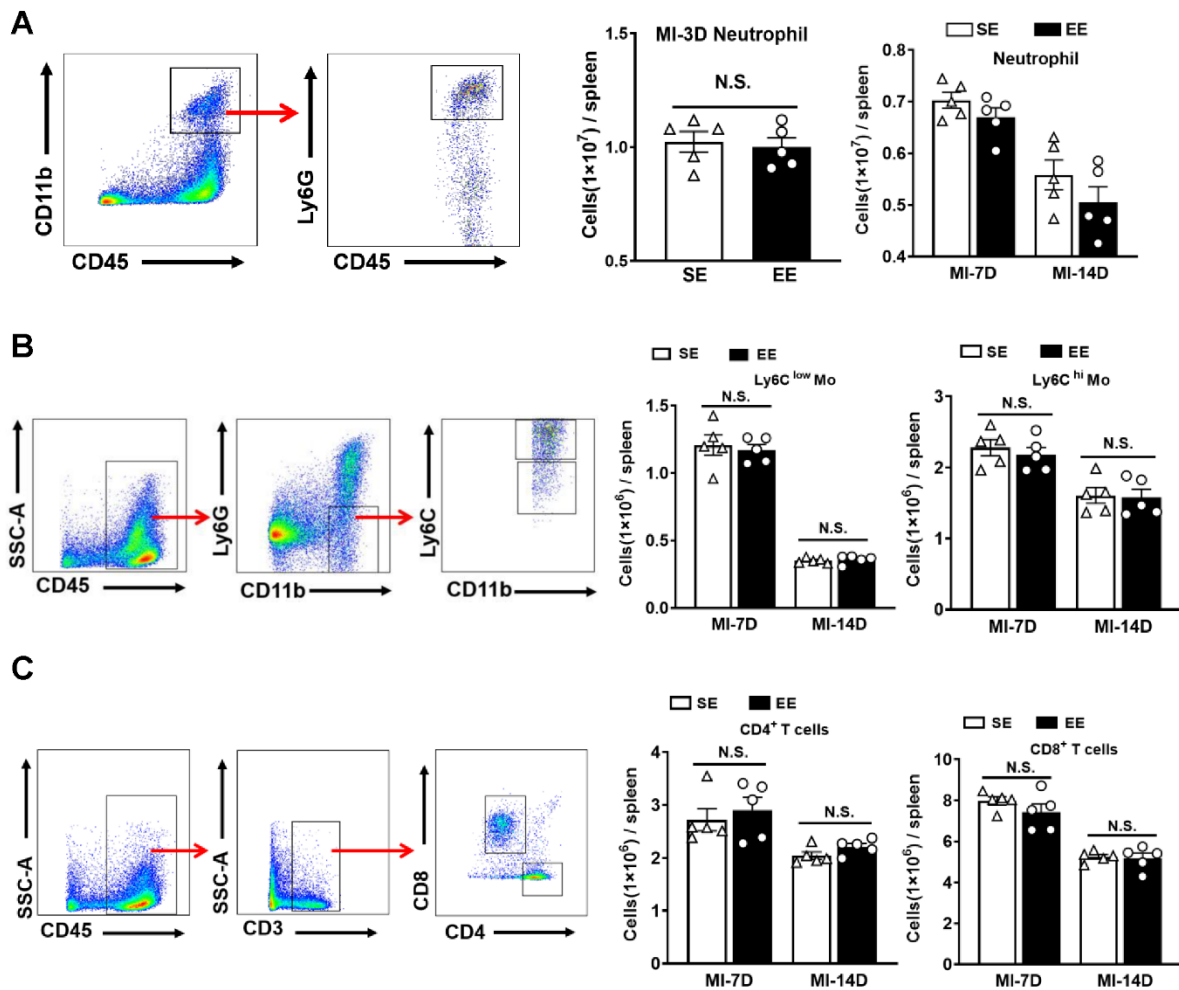 A
CD11b
CD45
Ly6G
CD45
MI-3D Neutrophil
N.S.
Cells(1×10⁷) / spleen
1.5
1.0
0.5
SE
EE
SE
EE
Neutrophil
Cells(1×10⁷) / spleen
0.8
0.7
0.6
0.5
0.4
MI-7D
MI-14D
B
SSC-A
CD45
Ly6G
CD11b
Ly6C
CD11b
SE
EE
Ly6C low Mo
N.S.
N.S.
Cells(1×10⁶) / spleen
1.5
1.0
0.5
0.0
MI-7D
MI-14D
SE
EE
Ly6C hi Mo
N.S.
N.S.
Cells(1×10⁶) / spleen
3
2
1
0
MI-7D
MI-14D
C
SSC-A
CD45
SSC-A
CD3
CD8
CD4
SE
EE
CD4⁺ T cells
N.S.
N.S.
Cells(1×10⁶) / spleen
4
3
2
1
0
MI-7D
MI-14D
SE
EE
CD8⁺ T cells
N.S.
N.S.
Cells(1×10⁶) / spleen
10
8
6
4
2
0
MI-7D
MI-14D